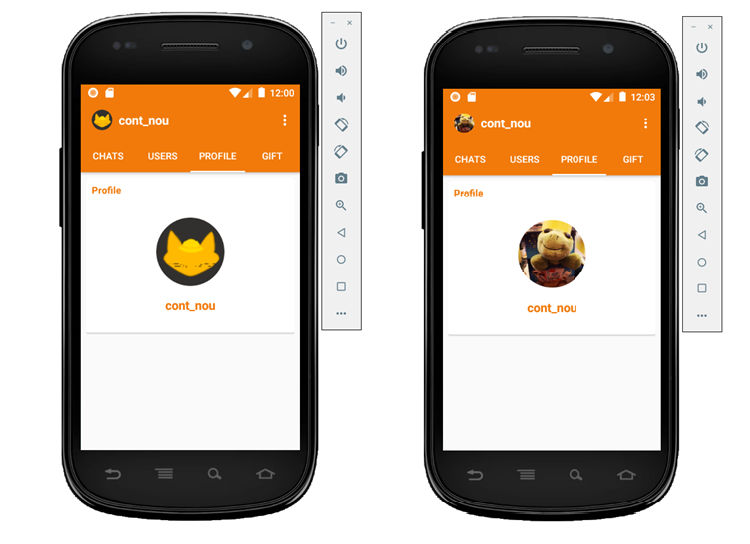 12:00
cont_nou
CHATS USERS PROFILE GIFT
Profile
cont_nou
12:03
cont_nou
CHATS USERS PROFILE GIFT
Profile
cont_nou